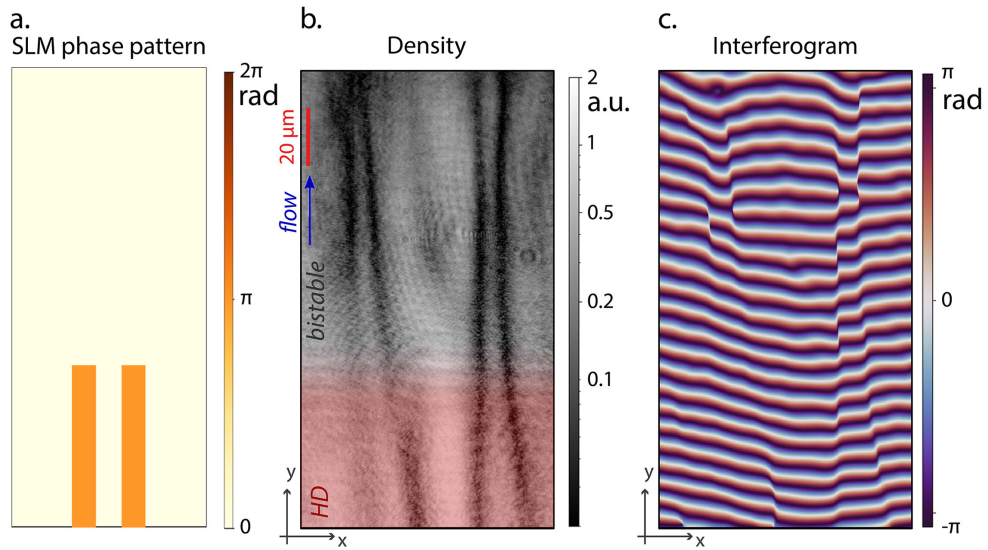 a.
SLM phase pattern
2π
rad
π
0
b.
Density
20 μm
flow
bistable
HD
y
x
2
a.u.
1
0.5
0.2
0.1
c.
Interferogram
y
x
π
rad
0
-π